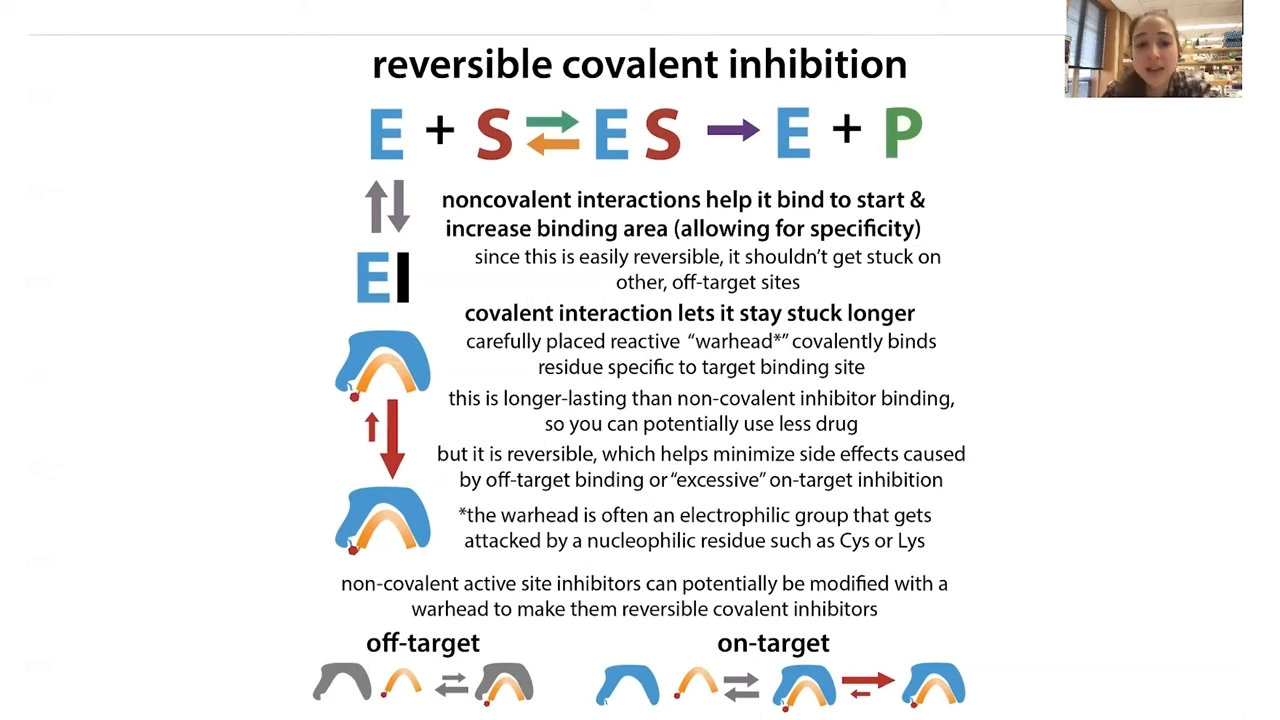 reversible covalent inhibition
E + S ES E + P
noncovalent interactions help it bind to start &
increase binding area (allowing for specificity)
EI
since this is easily reversible, it shouldn't get stuck on
other, off-target sites
covalent interaction lets it stay stuck longer
carefully placed reactive “warhead*” covalently binds
residue specific to target binding site
this is longer-lasting than non-covalent inhibitor binding,
so you can potentially use less drug
but it is reversible, which helps minimize side effects caused
by off-target binding or “excessive” on-target inhibition
*the warhead is often an electrophilic group that gets
attacked by a nucleophilic residue such as Cys or Lys
non-covalent active site inhibitors can potentially be modified with a
warhead to make them reversible covalent inhibitors
off-target
on-target